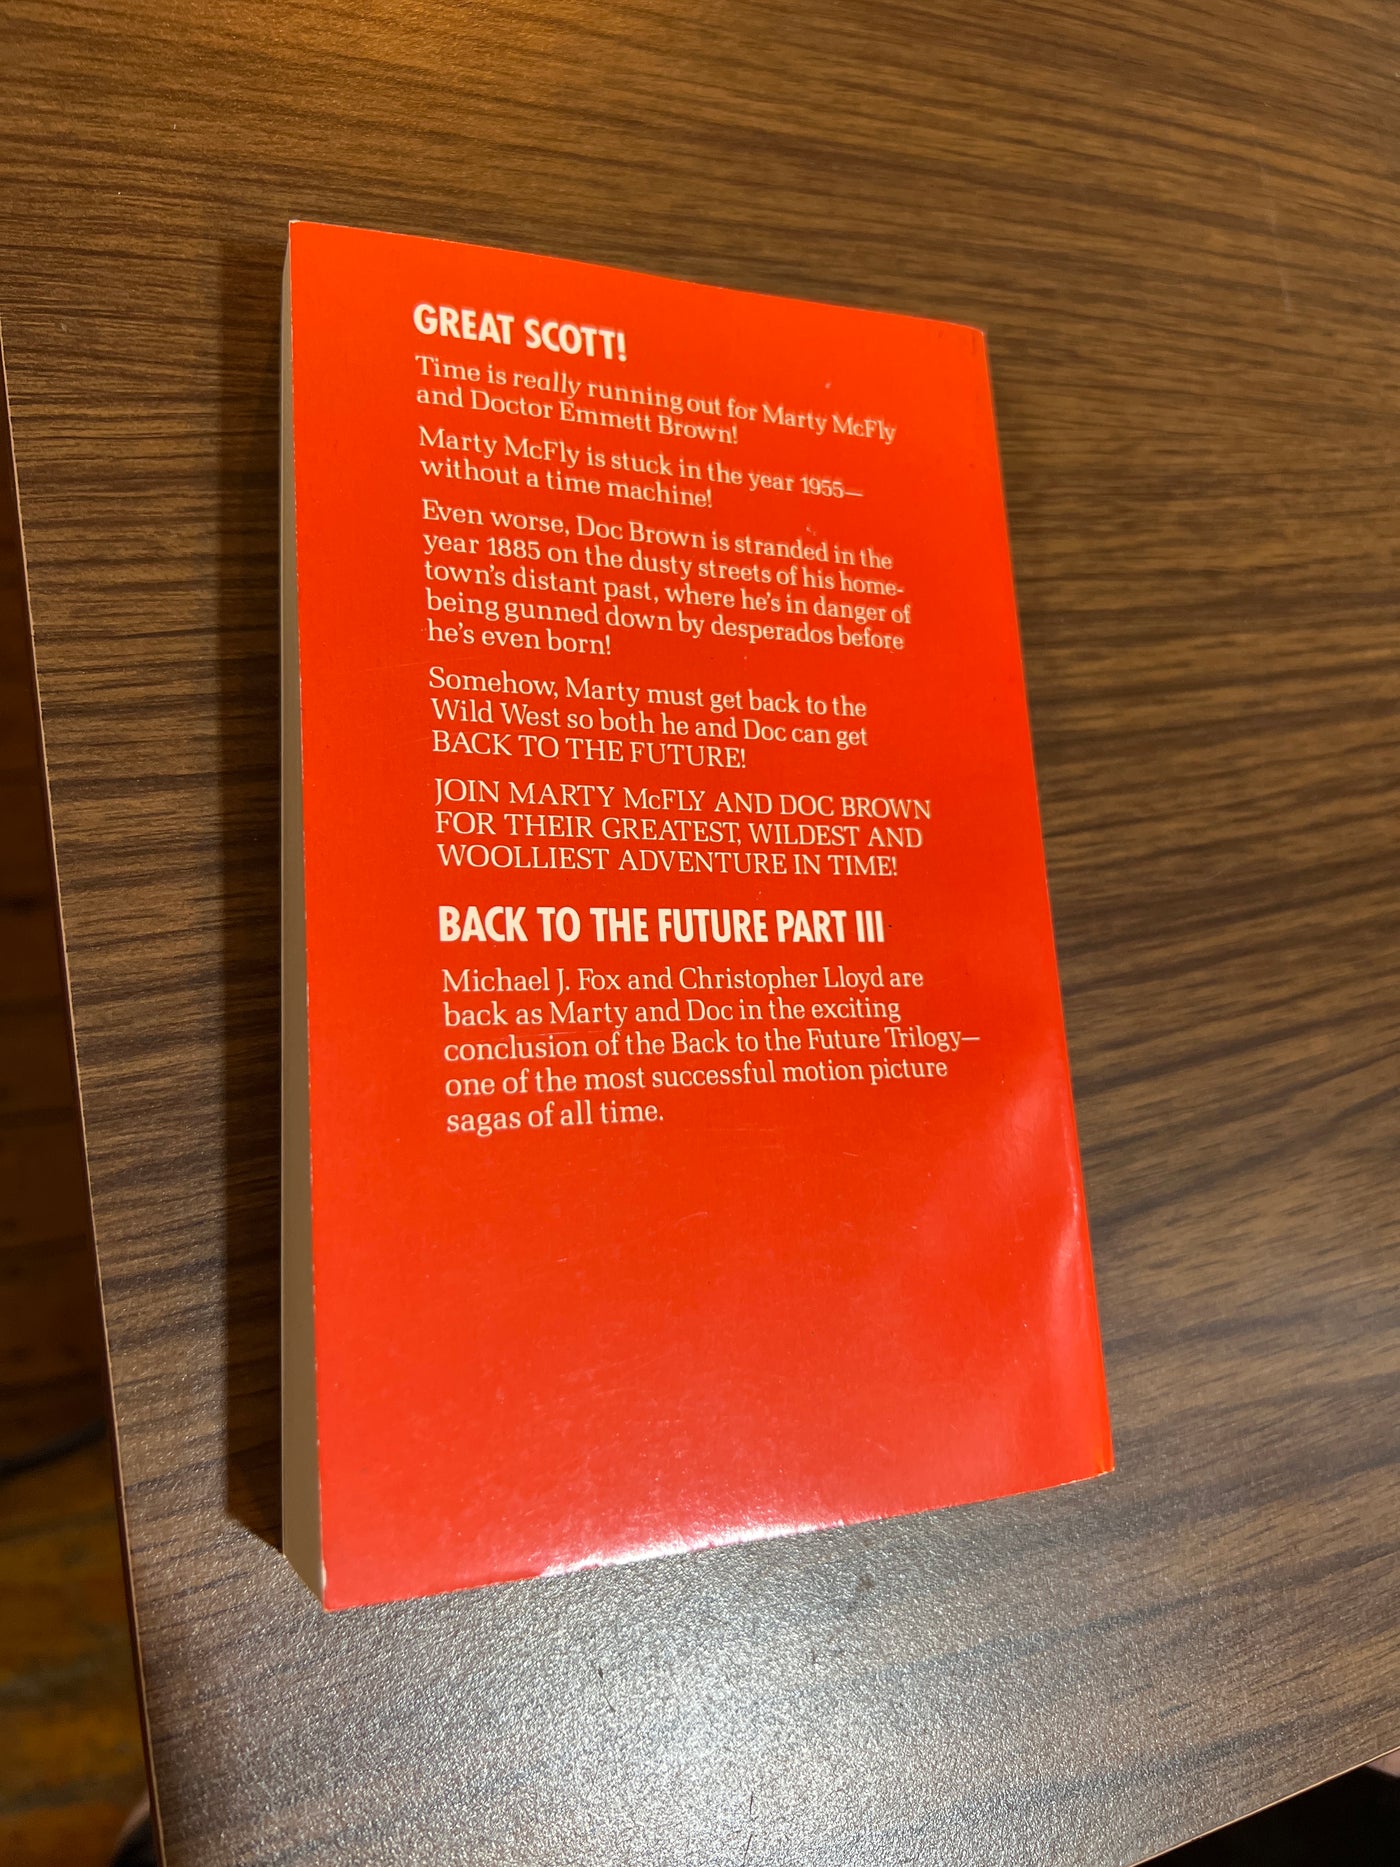 GREAT SCOTT!
Time is really running out for Marty McFly
and Doctor Emmett Brown!
Marty McFly is stuck in the year 1955—
without a time machine!
Even worse, Doc Brown is stranded in the
year 1885 on the dusty streets of his home-
town's distant past, where he's in danger of
being gunned down by desperados before
he's even born!
Somehow, Marty must get back to the
Wild West so both he and Doc can get
BACK TO THE FUTURE!
JOIN MARTY McFLY AND DOC BROWN
FOR THEIR GREATEST, WILDEST AND
WOOLLIEST ADVENTURE IN TIME!
BACK TO THE FUTURE PART III
Michael J. Fox and Christopher Lloyd are
back as Marty and Doc in the exciting
conclusion of the Back to the Future Trilogy—
one of the most successful motion picture
sagas of all time.